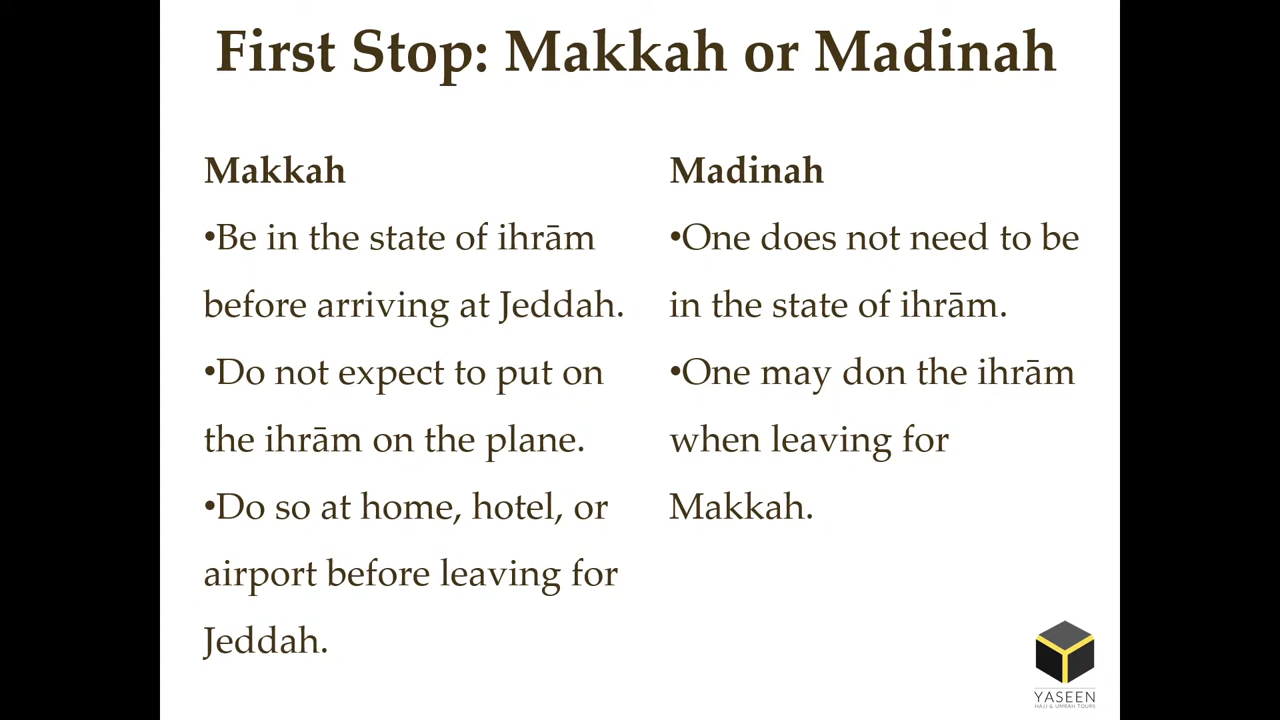 First Stop: Makkah or Madinah
Makkah
•Be in the state of ihrām
before arriving at Jeddah.
•Do not expect to put on
the ihrām on the plane.
•Do so at home, hotel, or
airport before leaving for
Jeddah.
Madinah
•One does not need to be
in the state of ihrām.
•One may don the ihrām
when leaving for
Makkah.
YASEEN
HAJJ & UMRAH TOURS